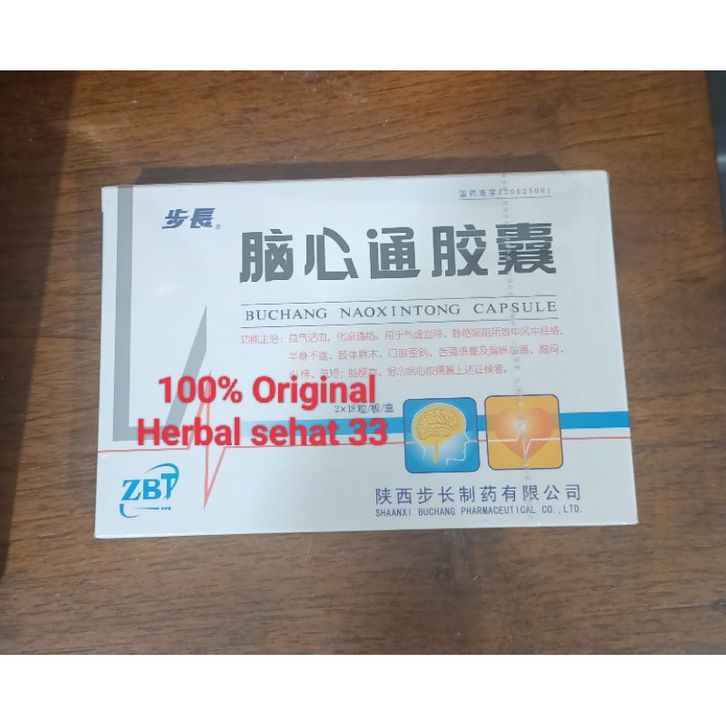 国药准字Z20025001
步長®
脑心通胶囊
BUCHANG NAOXINTONG CAPSULE
功能主治：益气活血、化瘀通络。用于气虚血滞、脉络瘀阻所致中风中经络，
半身不遂、肢体麻木、口眼歪斜、舌强语謇及胸痹心痛、胸闷、
心悸、气短；脑梗塞、冠心病心绞痛属上述证候者。
100% Original
2×18粒/板/盒
Herbal sehat 33
ZBT
陕西步长制药有限公司
SHAANXI BUCHANG PHARMACEUTICAL CO.,LTD.